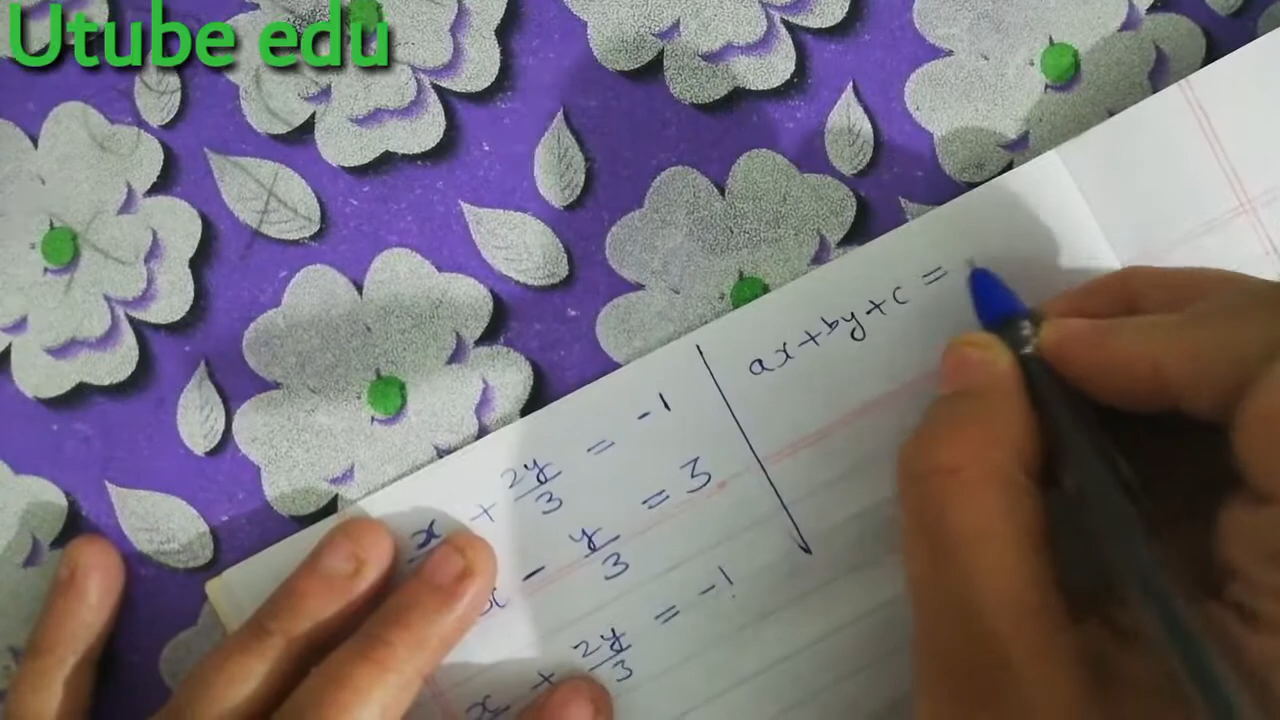 Utube edu
x + 2y/3 = -1
x - y/3 = 3
x + 2y/3 = -1
ax+by+c =